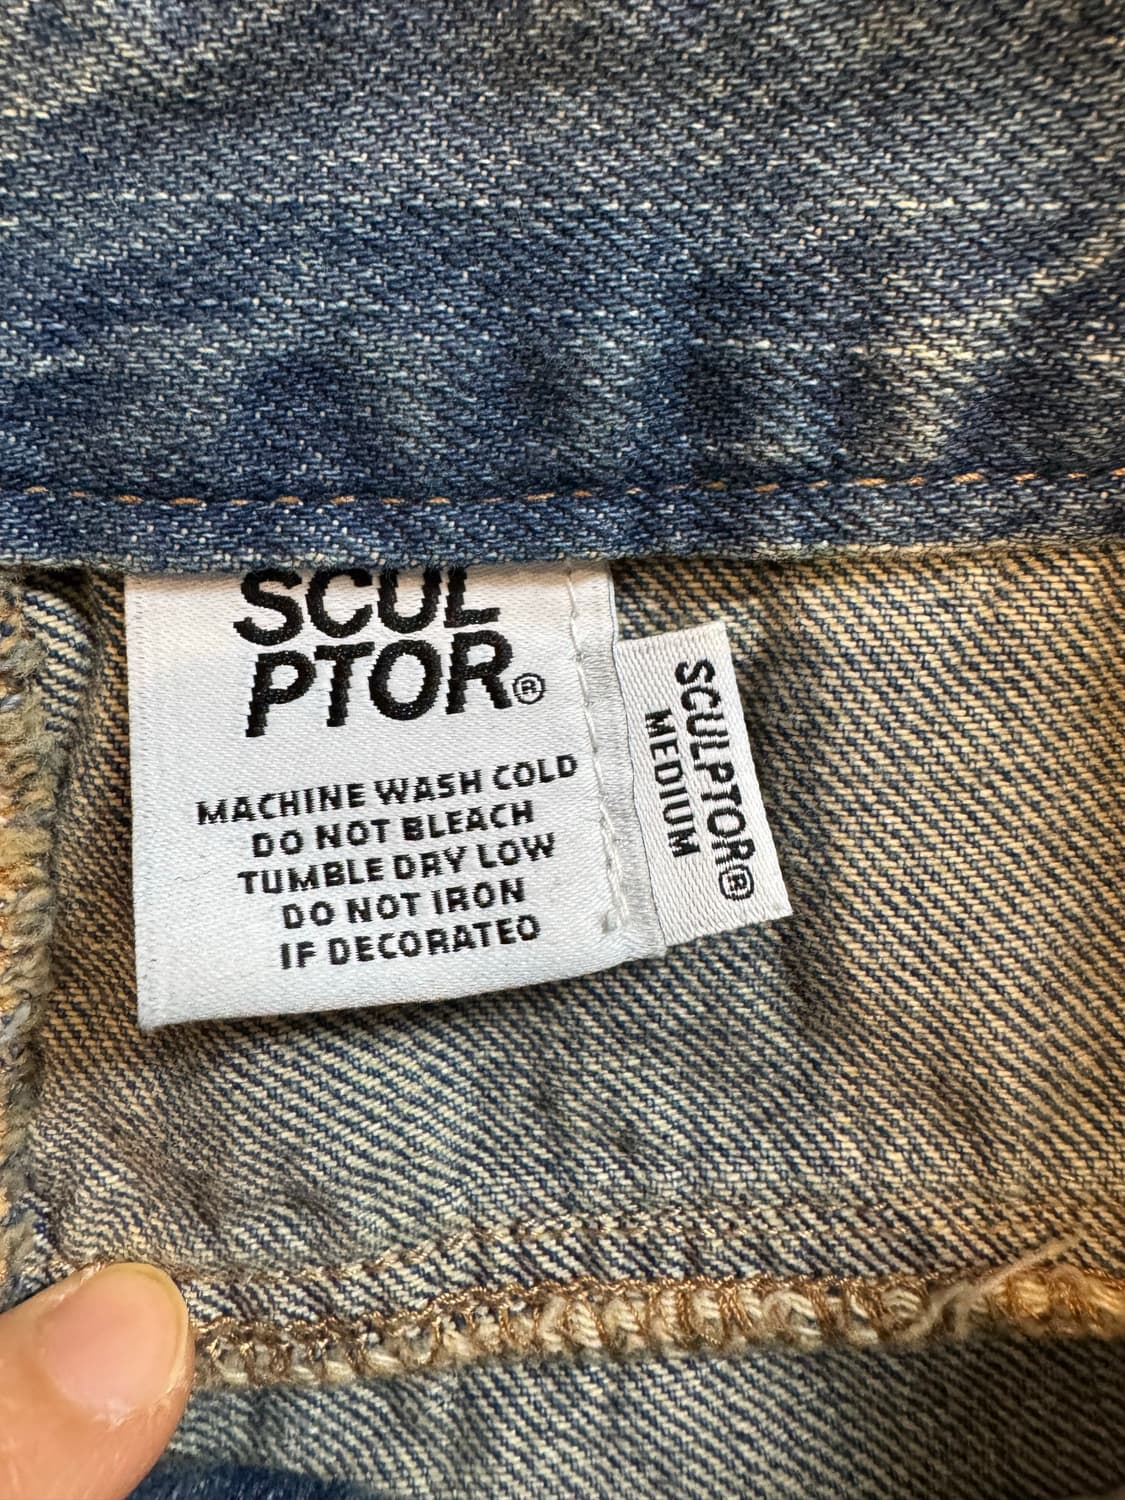 SCUL
PTOR®
MACHINE WASH COLD
DO NOT BLEACH
TUMBLE DRY LOW
DO NOT IRON
IF DECORATED
SCULPTOR®
MEDIUM